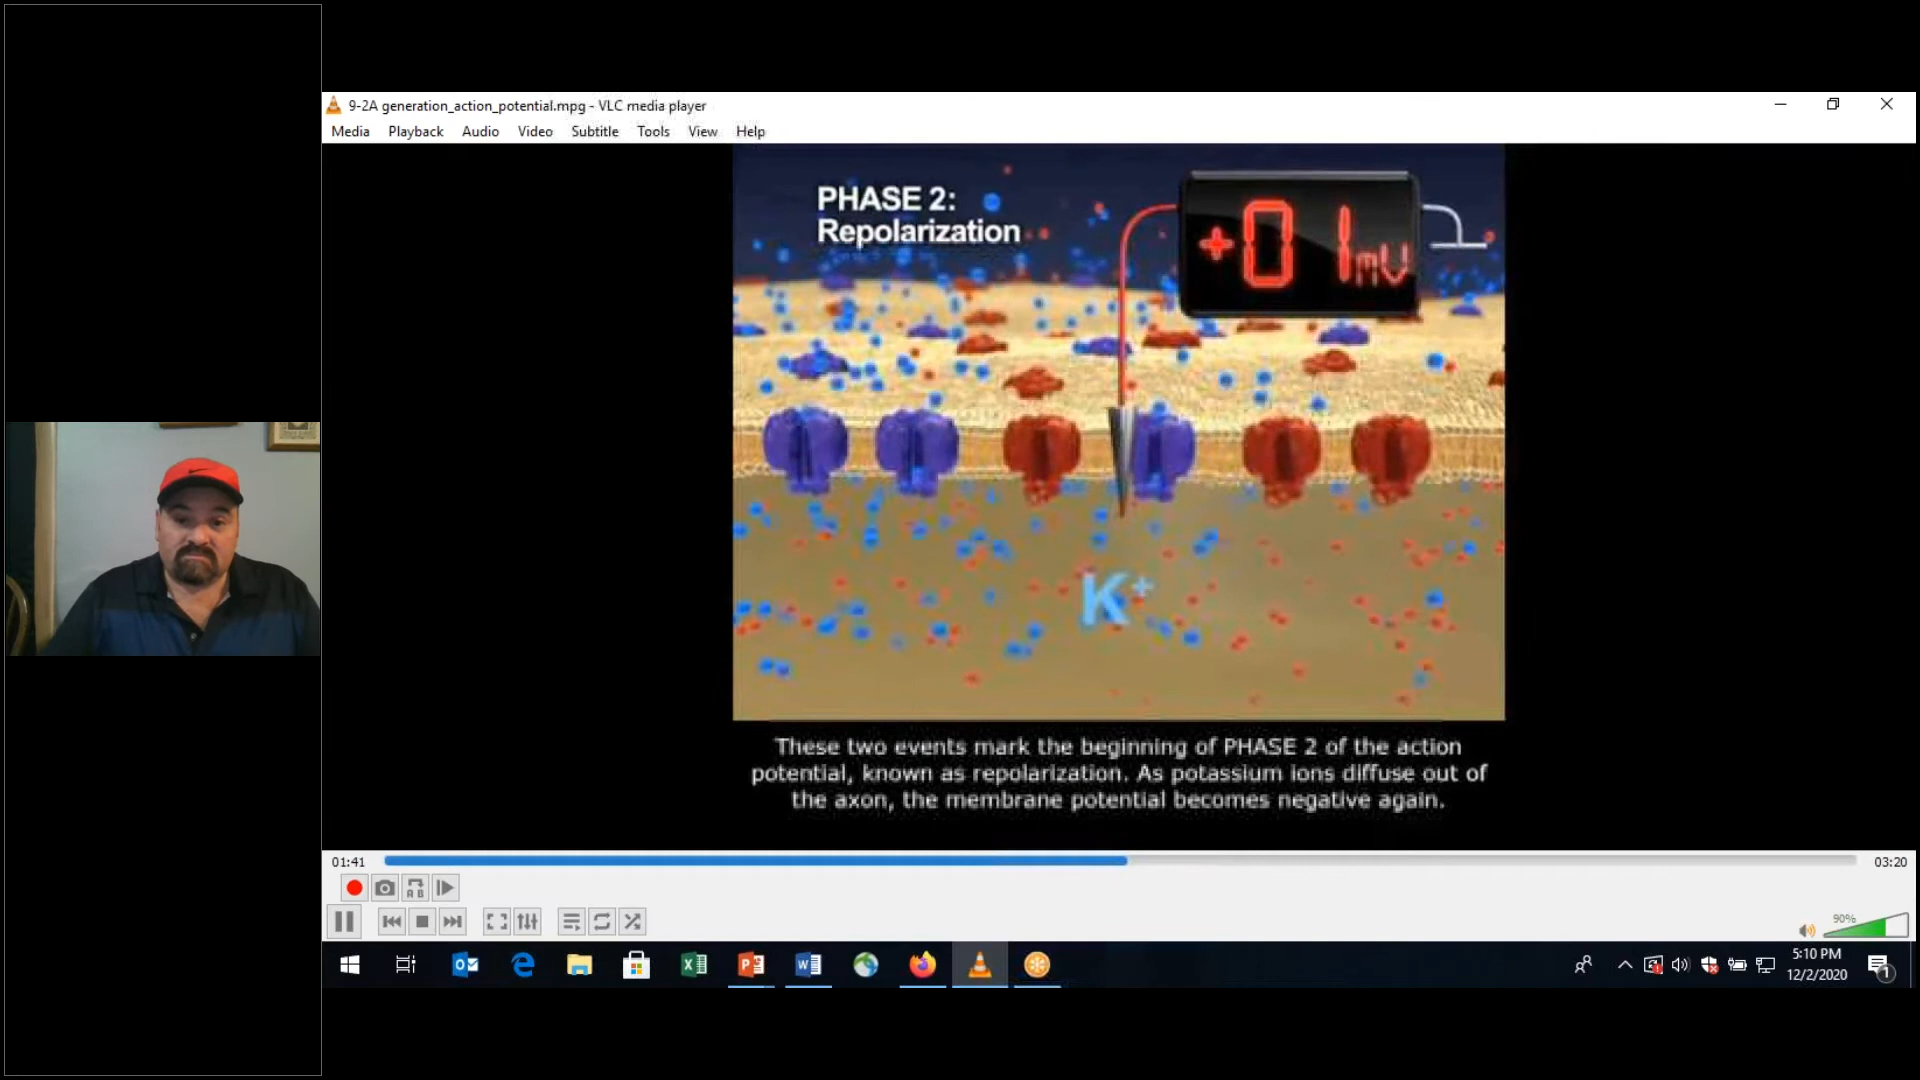 9-2A generation_action_potential.mpg - VLC media player
Media Playback Audio Video Subtitle Tools View Help
PHASE 2:
Repolarization
+01mV
K+
These two events mark the beginning of PHASE 2 of the action
potential, known as repolarization. As potassium ions diffuse out of
the axon, the membrane potential becomes negative again.
01:41
03:20
90%
5:10 PM
12/2/2020
1